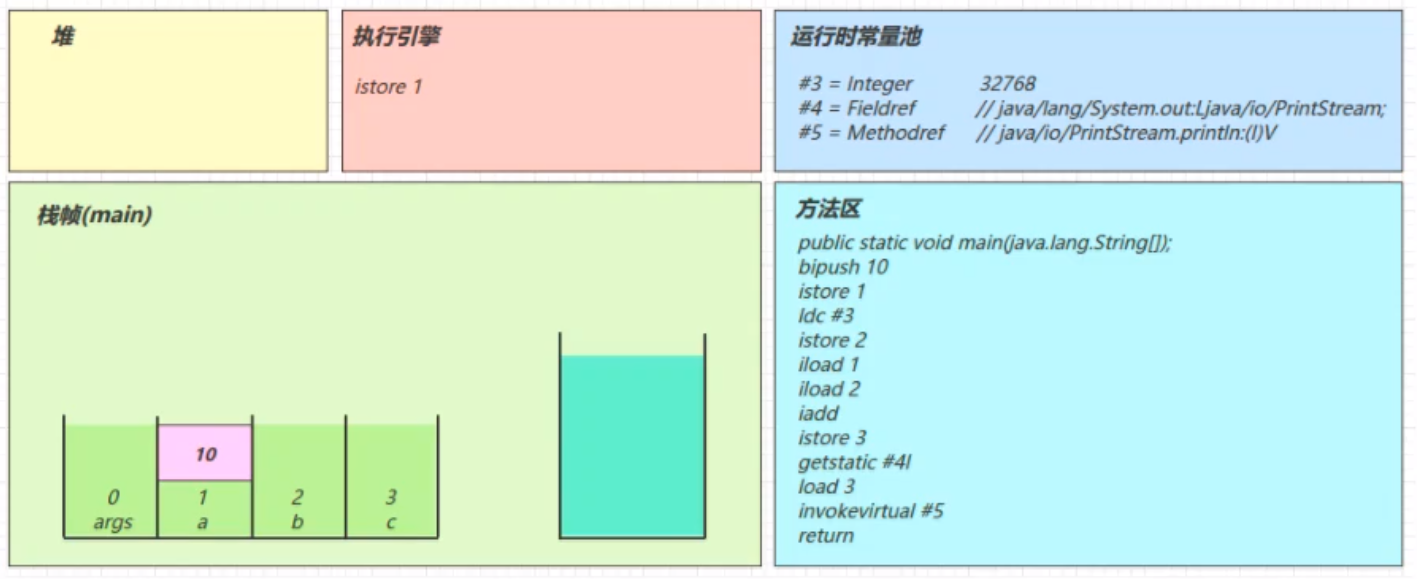 堆
执行引擎
istore 1
运行时常量池
#3 = Integer 32768
#4 = Fieldref // java/lang/System.out:Ljava/io/PrintStream;
#5 = Methodref // java/io/PrintStream.println:(I)V
栈帧(main)
10
0 1 2 3
args a b c
方法区
public static void main(java.lang.String[]);
bipush 10
istore 1
ldc #3
istore 2
iload 1
iload 2
iadd
istore 3
getstatic #4I
load 3
invokevirtual #5
return